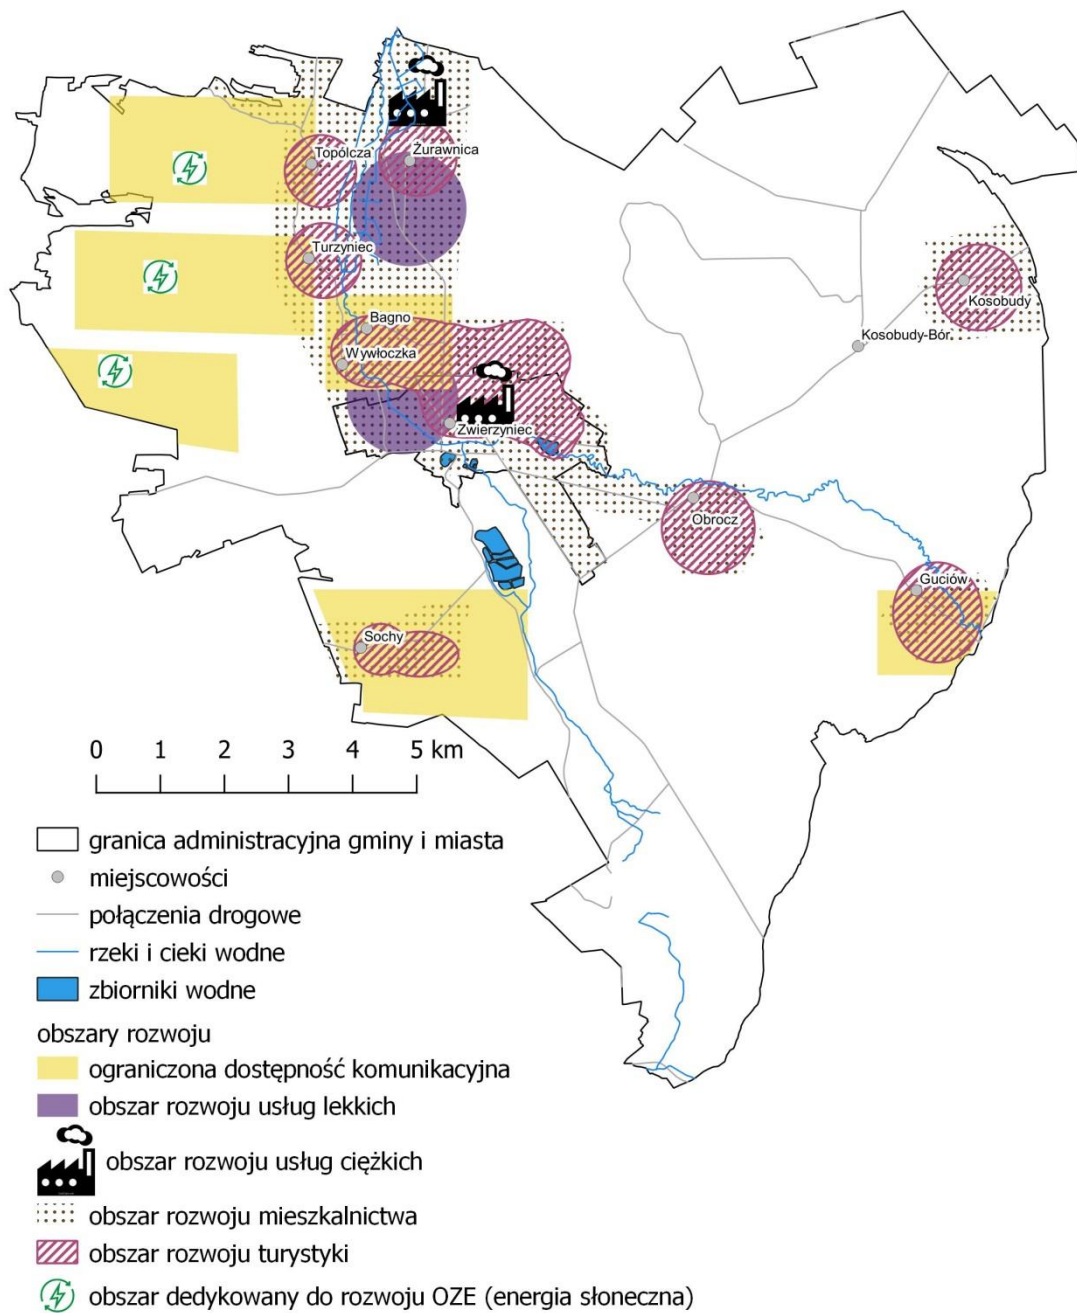 Topólcza
Żurawnica
Turzyniec
Kosobudy
Bagno
Kosobudy-Bór
Wywłoczka
Zwierzyniec
Obrocz
Guciów
Sochy
0 1 2 3 4 5 km
granica administracyjna gminy i miasta
miejscowości
połączenia drogowe
rzeki i cieki wodne
zbiorniki wodne
obszary rozwoju
ograniczona dostępność komunikacyjna
obszar rozwoju usług lekkich
obszar rozwoju usług ciężkich
obszar rozwoju mieszkalnictwa
obszar rozwoju turystyki
obszar dedykowany do rozwoju OZE (energia słoneczna)